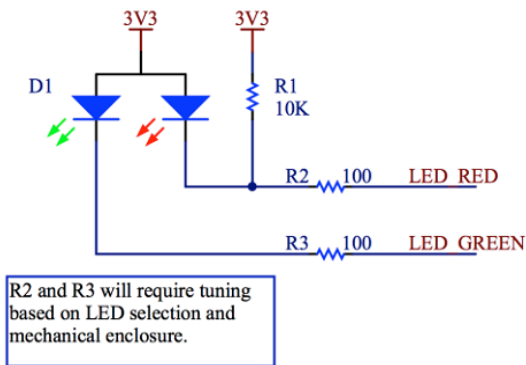 3V3
3V3
D1
R1
10K
R2 100 LED_RED
R3 100 LED_GREEN
R2 and R3 will require tuning
based on LED selection and
mechanical enclosure.